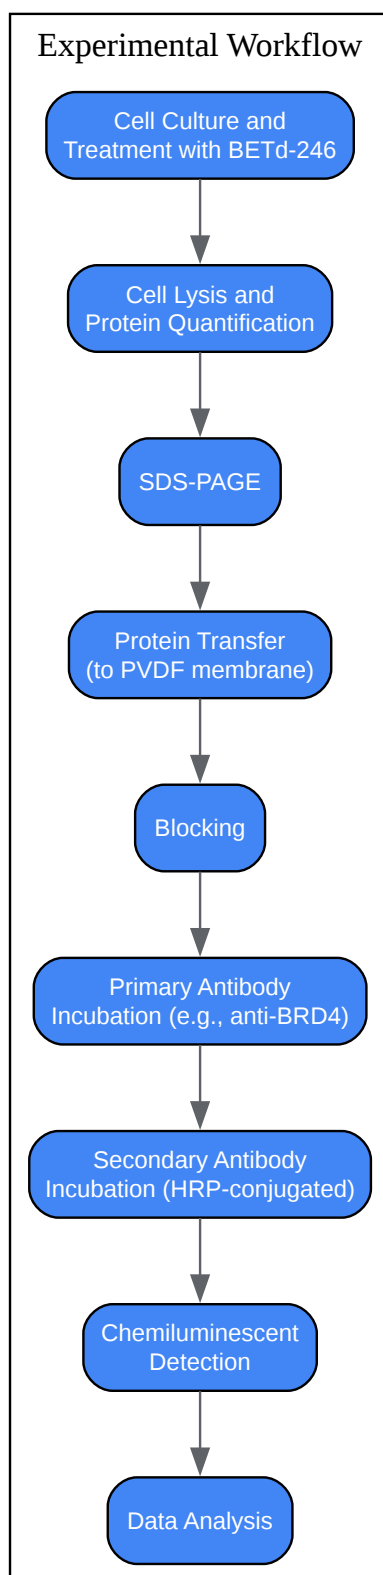 Experimental Workflow
Cell Culture and
Treatment with BETd-246
Cell Lysis and
Protein Quantification
SDS-PAGE
Protein Transfer
(to PVDF membrane)
Blocking
Primary Antibody
Incubation (e.g., anti-BRD4)
Secondary Antibody
Incubation (HRP-conjugated)
Chemiluminescent
Detection
Data Analysis